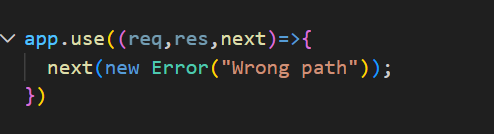 app.use((req,res,next)=>{
next(new Error("Wrong path"));
})